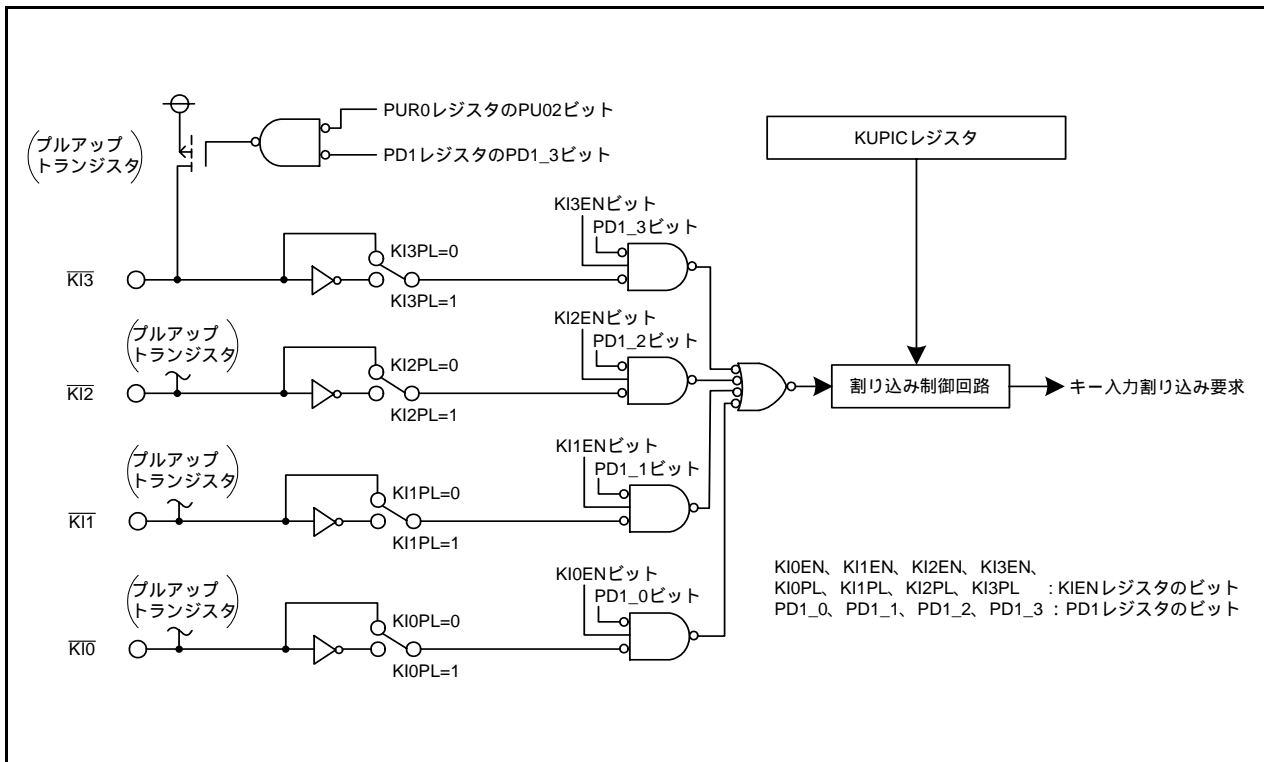 PUR0レジスタのPU02ビット
PD1レジスタのPD1_3ビット
(プルアップ
トランジスタ)
KUPICレジスタ
KI3ENビット
PD1_3ビット
KI3PL=0
KI3
KI3PL=1
(プルアップ
トランジスタ)
KI2ENビット
PD1_2ビット
KI2PL=0
KI2
KI2PL=1
割り込み制御回路
キー入力割り込み要求
(プルアップ
トランジスタ)
KI1ENビット
PD1_1ビット
KI1PL=0
KI1
KI1PL=1
(プルアップ
トランジスタ)
KI0ENビット
PD1_0ビット
KI0PL=0
KI0
KI0PL=1
KI0EN、KI1EN、KI2EN、KI3EN、
KI0PL、KI1PL、KI2PL、KI3PL :KIENレジスタのビット
PD1_0、PD1_1、PD1_2、PD1_3 :PD1レジスタのビット